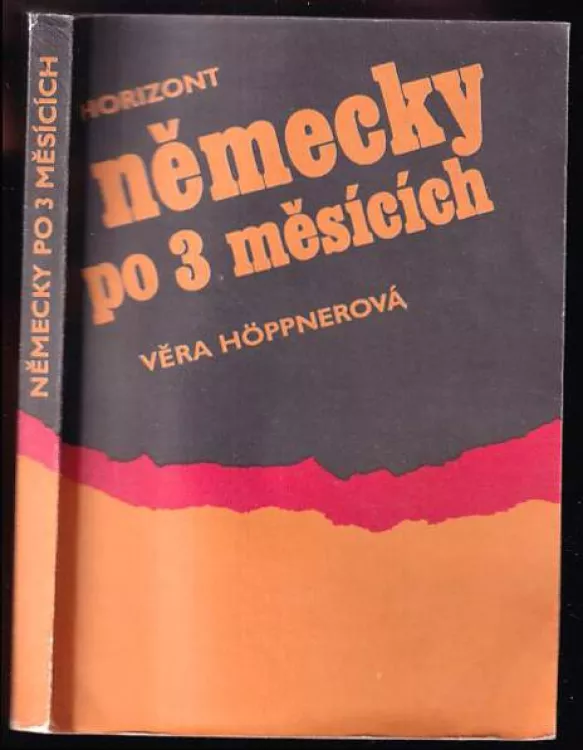 NĚMECKY PO 3 MĚSÍCÍCH
HORIZONT
německy
po 3 měsících
VĚRA HÖPPNEROVÁ